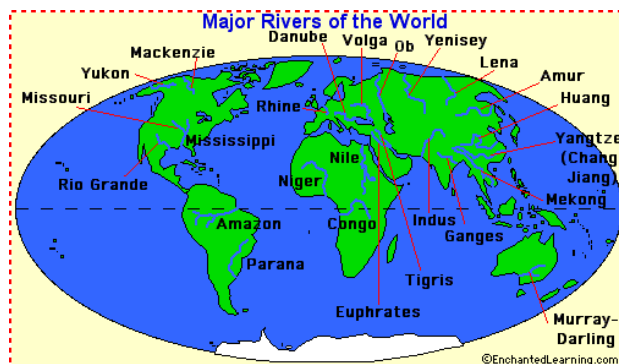 Major Rivers of the World
Danube
Volga
Ob
Yenisey
Mackenzie
Lena
Yukon
Amur
Missouri
Rhine
Huang
Mississippi
Yangtze
(Chang
Jiang)
Nile
Rio Grande
Niger
Mekong
Amazon
Congo
Indus
Ganges
Parana
Tigris
Euphrates
Murray-
Darling
©EnchantedLearning.com